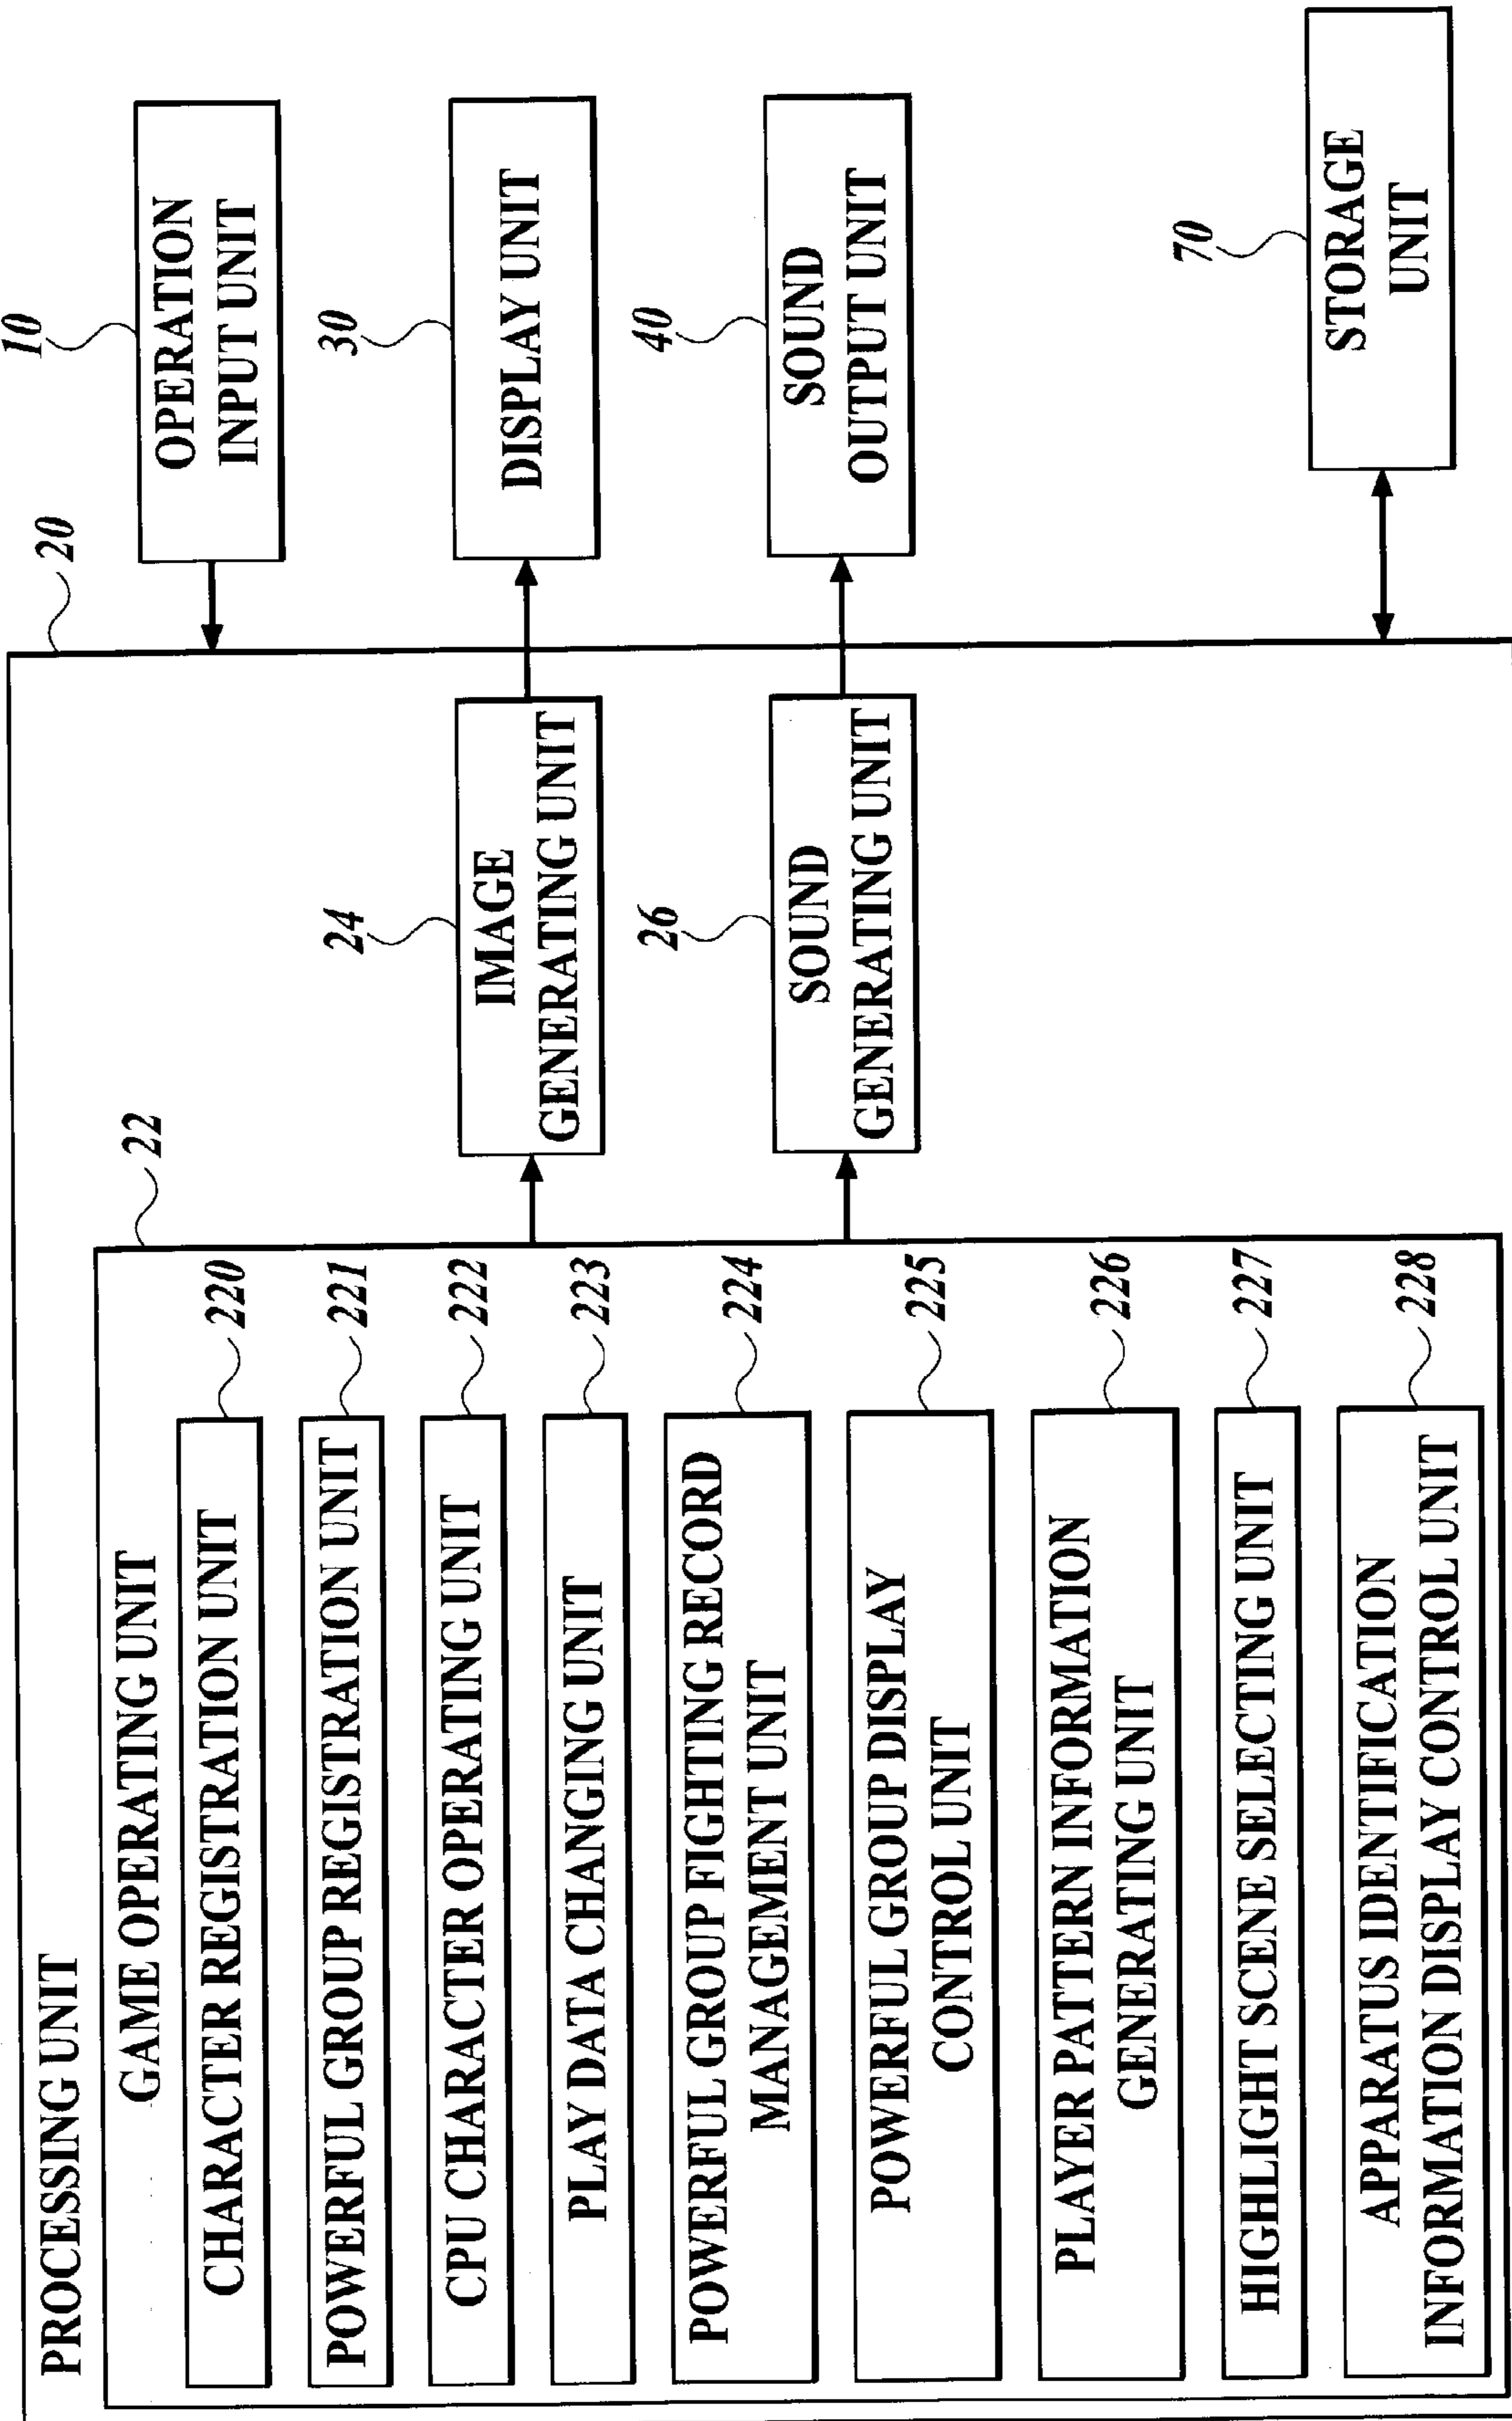 PROCESSING UNIT
20
GAME OPERATING UNIT
22
CHARACTER REGISTRATION UNIT
220
POWERFUL GROUP REGISTRATION UNIT
221
CPU CHARACTER OPERATING UNIT
222
PLAY DATA CHANGING UNIT
223
POWERFUL GROUP FIGHTING RECORD
MANAGEMENT UNIT
224
POWERFUL GROUP DISPLAY
CONTROL UNIT
225
PLAYER PATTERN INFORMATION
GENERATING UNIT
226
HIGHLIGHT SCENE SELECTING UNIT
227
APPARATUS IDENTIFICATION
INFORMATION DISPLAY CONTROL UNIT
228
24
IMAGE
GENERATING UNIT
26
SOUND
GENERATING UNIT
10
OPERATION
INPUT UNIT
30
DISPLAY UNIT
40
SOUND
OUTPUT UNIT
70
STORAGE
UNIT